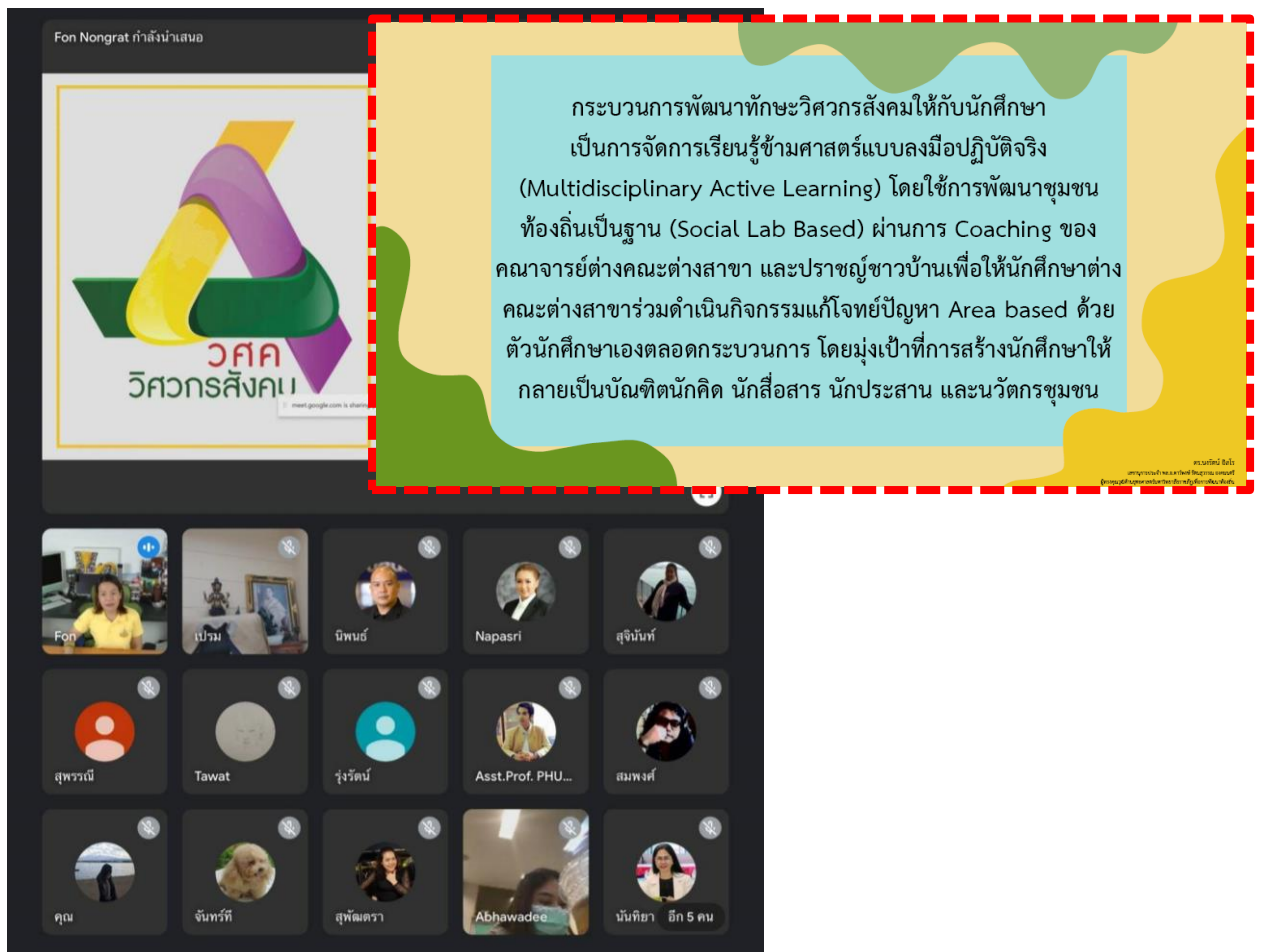 Fon Nongrat กำลังนำเสนอ
วศค
วิศวกรสังคม
meet.google.com is sharing
กระบวนการพัฒนาทักษะวิศวกรสังคมให้กับนักศึกษา
เป็นการจัดการเรียนรู้ข้ามศาสตร์แบบลงมือปฏิบัติจริง
(Multidisciplinary Active Learning) โดยใช้การพัฒนาชุมชน
ท้องถิ่นเป็นฐาน (Social Lab Based) ผ่านการ Coaching ของ
คณาจารย์ต่างคณะต่างสาขา และปราชญ์ชาวบ้านเพื่อให้นักศึกษาต่าง
คณะต่างสาขาร่วมดำเนินกิจกรรมแก้โจทย์ปัญหา Area based ด้วย
ตัวนักศึกษาเองตลอดกระบวนการ โดยมุ่งเป้าที่การสร้างนักศึกษาให้
กลายเป็นบัณฑิตนักคิด นักสื่อสาร นักประสาน และนวัตกรชุมชน
Fon
เปรม
นิพนธ์
Napasri
สุจินันท์
สุพรรณี
Tawat
รุ่งรัตน์
Asst.Prof. PHU...
สมพงศ์
คุณ
จันทร์ที
สุพัฒตรา
Abhawadee
นันทิยา
อีก 5 คน